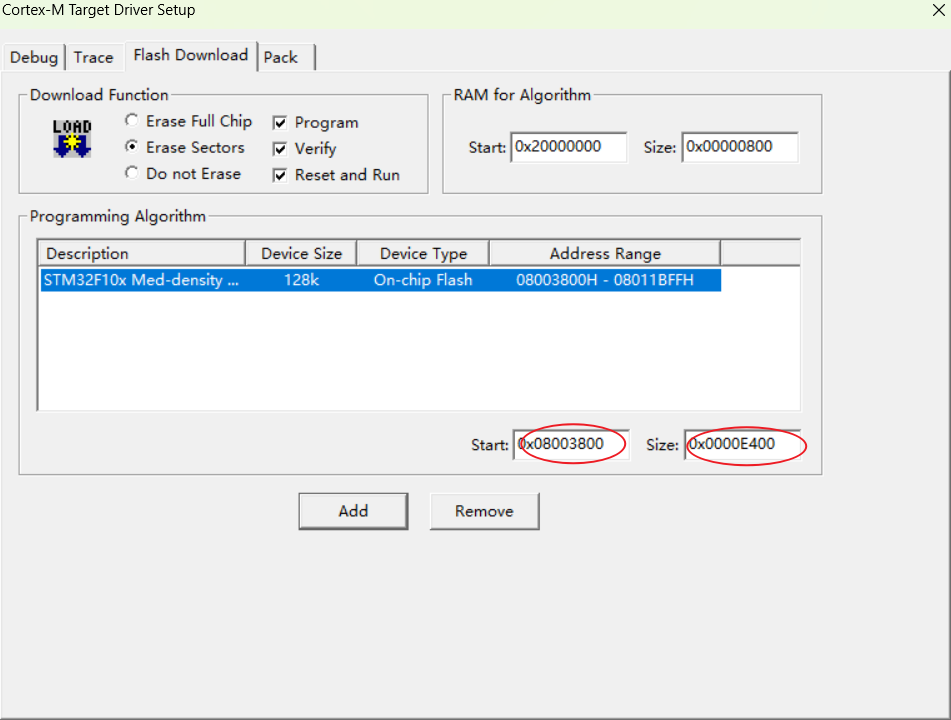 Cortex-M Target Driver Setup
Debug Trace Flash Download Pack
Download Function
LOAD
Erase Full Chip
Program
Erase Sectors
Verify
Do not Erase
Reset and Run
RAM for Algorithm
Start: 0x20000000 Size: 0x00000800
Programming Algorithm
Description Device Size Device Type Address Range
STM32F10x Med-density ... 128k On-chip Flash 08003800H - 08011BFFH
Start: 0x08003800 Size: 0x0000E400
Add Remove